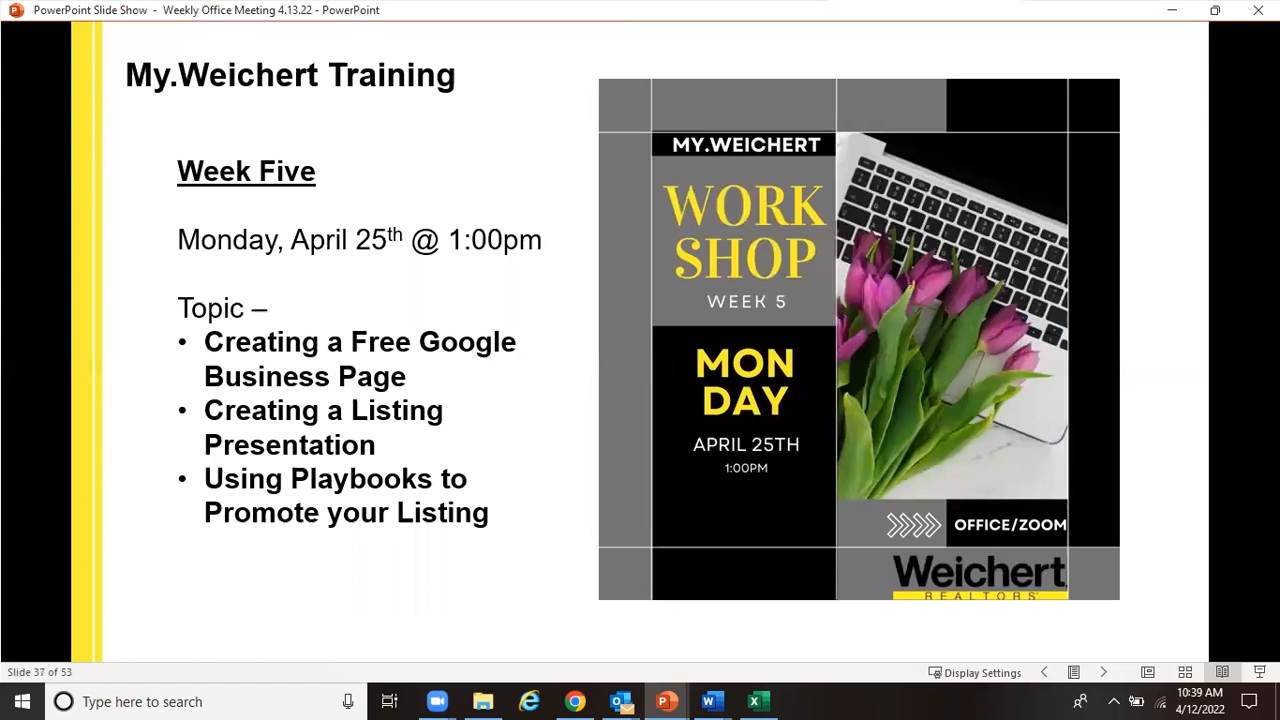 PowerPoint Slide Show - Weekly Office Meeting 4.13.22 - PowerPoint
My.Weichert Training
Week Five
Monday, April 25th @ 1:00pm
Topic –
• Creating a Free Google
Business Page
• Creating a Listing
Presentation
• Using Playbooks to
Promote your Listing
MY.WEICHERT
WORK
SHOP
WEEK 5
MON
DAY
APRIL 25TH
1:00PM
OFFICE/ZOOM
Weichert
REALTORS®
Slide 37 of 53
Display Settings
Type here to search
10:39 AM
4/12/2022